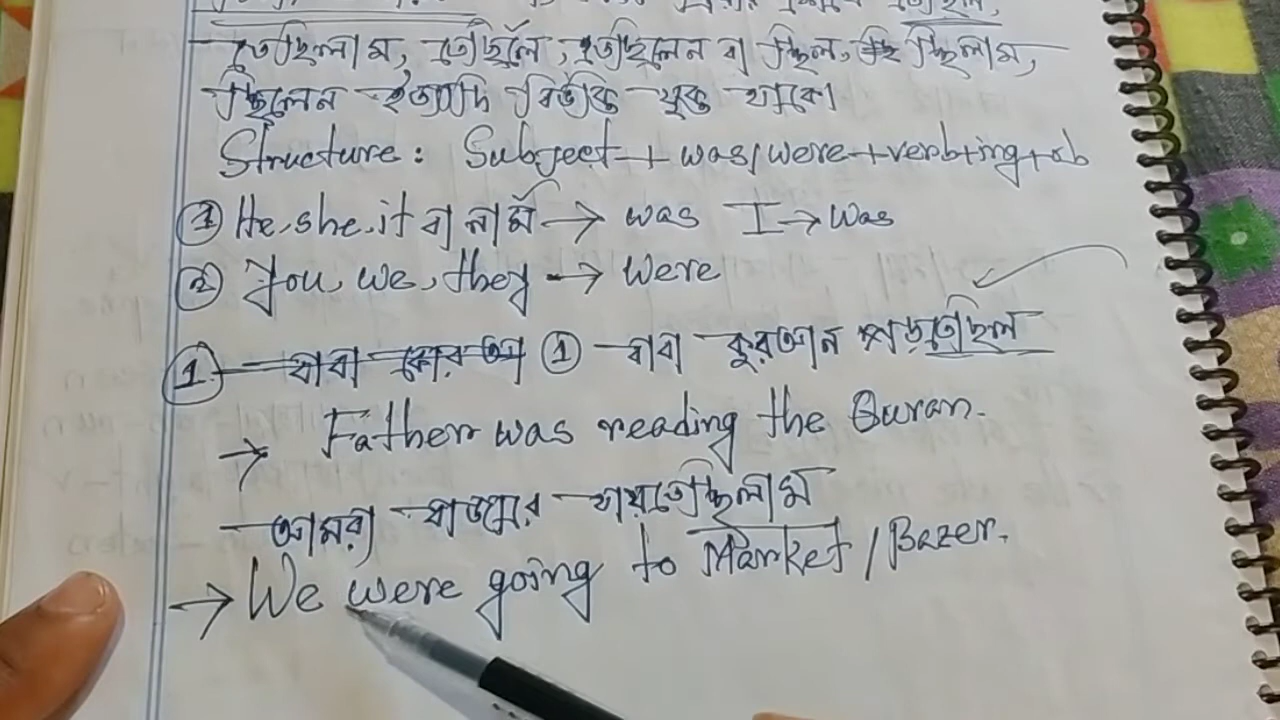 তেছিলাম, তেছিলে, তেছিলেন বা ছিল, ছিলাম,
ছিলেন ইত্যাদি বিভক্তি যুক্ত থাকে।
Structure: Subject + was/were + verb+ing + ob
① He, she, it বা নাম → was I → was
② You, we, they → were
① বাবা কুরআন পড়তেছিল
→ Father was reading the Quran.
আমরা বাজারে যায়তেছিলাম
→ We were going to Market / Bazer.